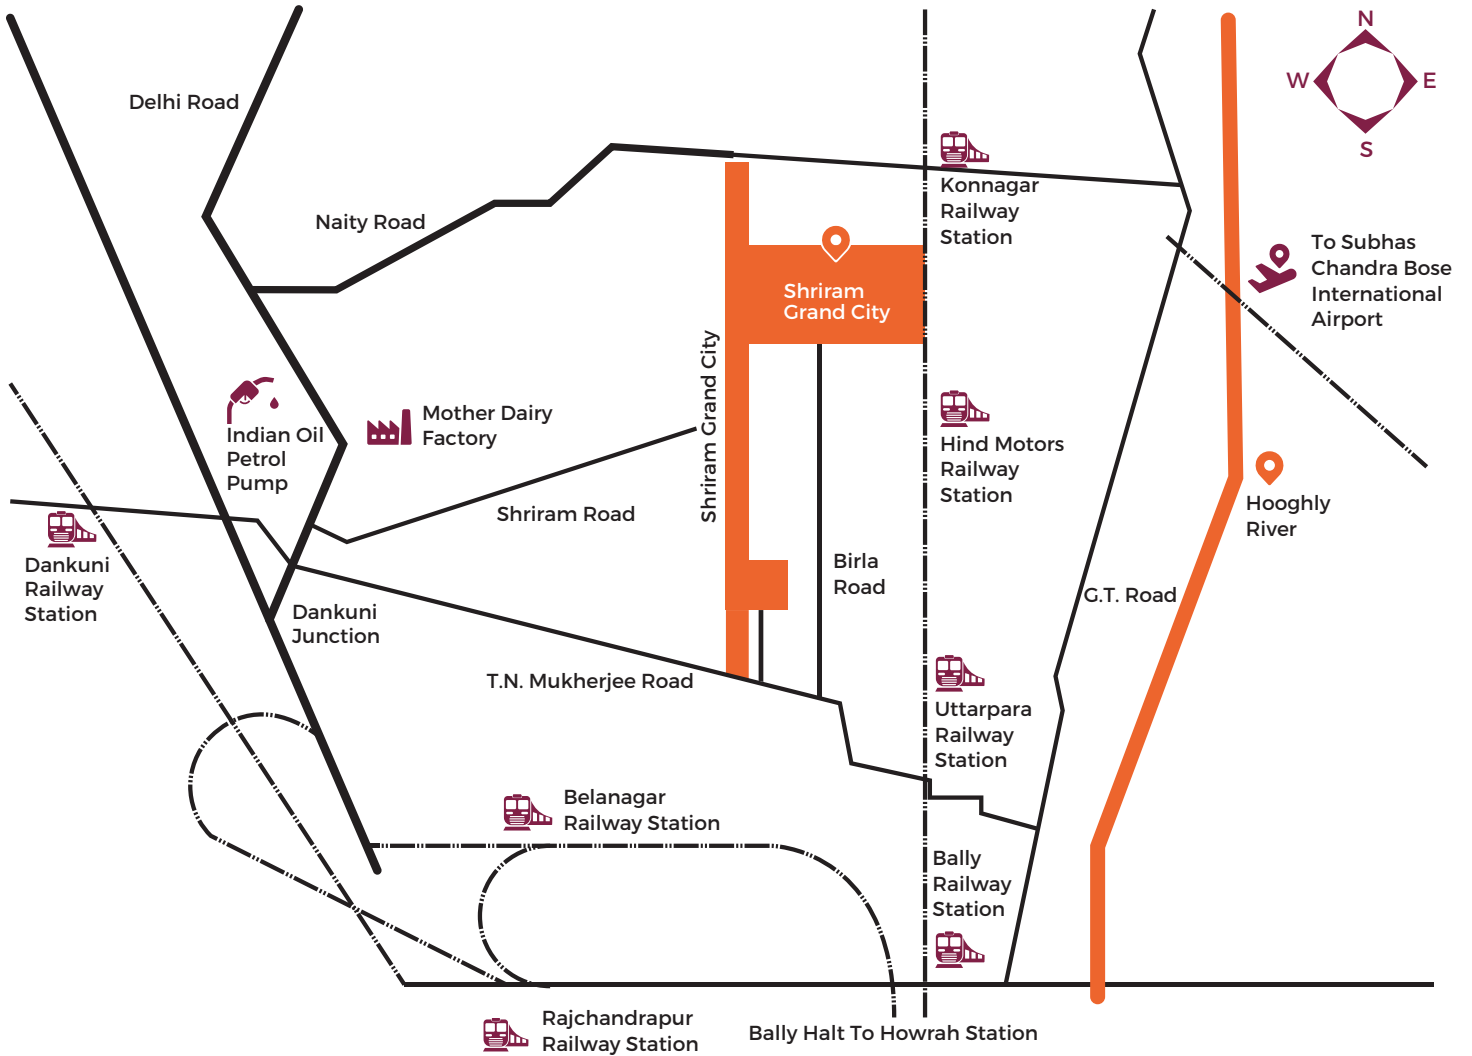 N
W
E
S
Delhi Road
Naity Road
Konnagar
Railway
Station
To Subhas
Chandra Bose
International
Airport
Shriram
Grand City
Shriram Grand City
Indian Oil
Petrol
Pump
Mother Dairy
Factory
Hind Motors
Railway
Station
Shriram Road
Hooghly
River
Dankuni
Railway
Station
Birla
Road
G.T. Road
Dankuni
Junction
T.N. Mukherjee Road
Uttarpara
Railway
Station
Belanagar
Railway Station
Bally
Railway
Station
Rajchandrapur
Railway Station
Bally Halt To Howrah Station